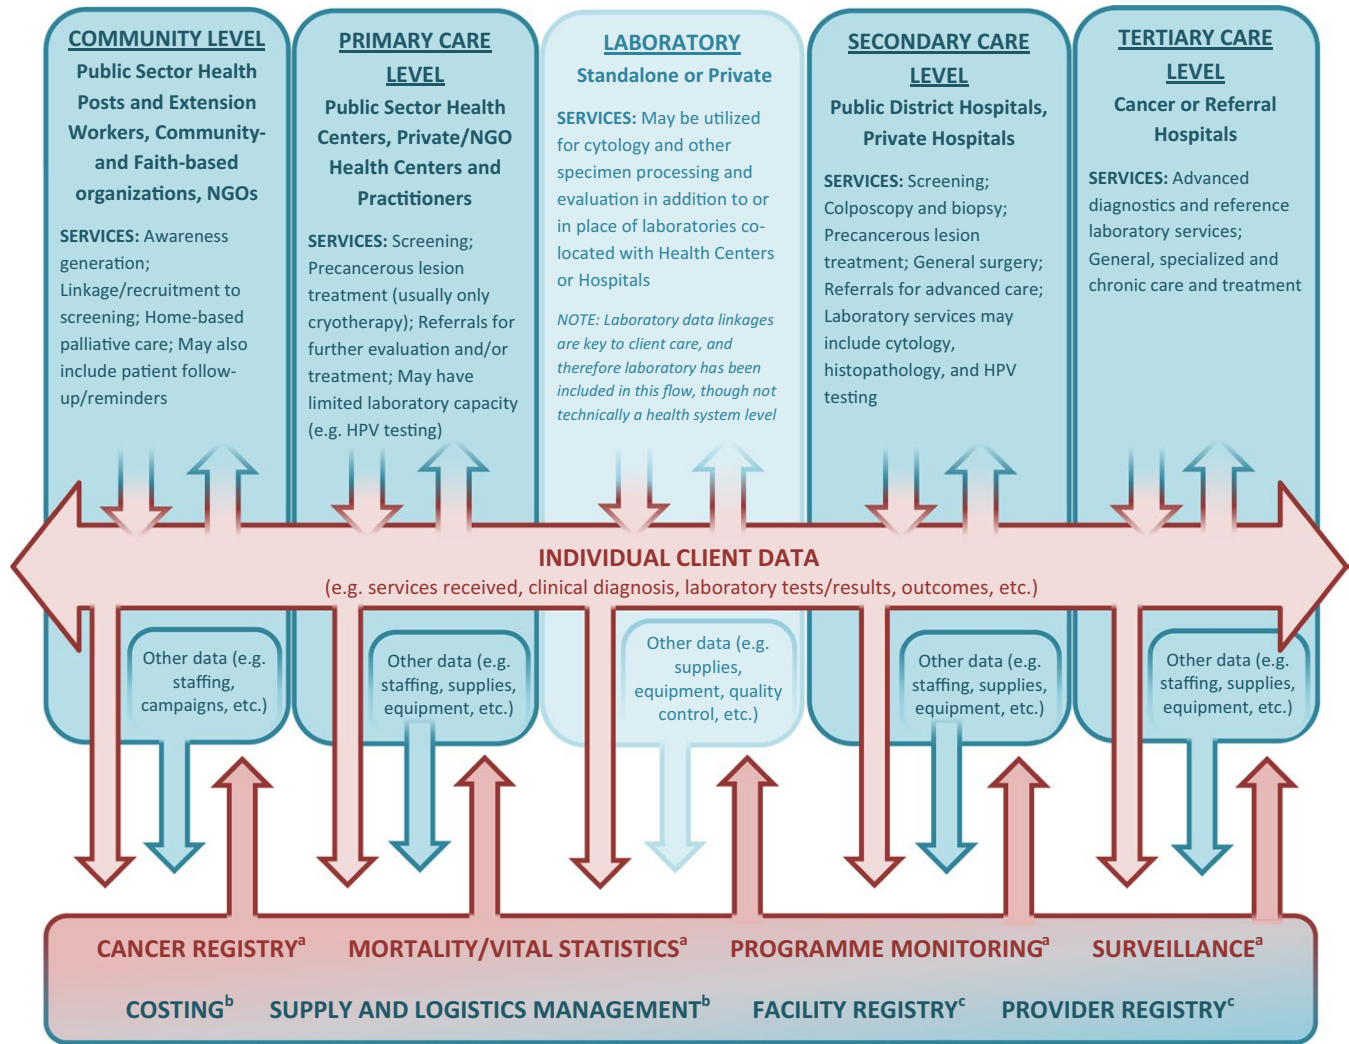 COMMUNITY LEVEL
Public Sector Health
Posts and Extension
Workers, Community-
and Faith-based
organizations, NGOs
SERVICES: Awareness
generation;
Linkage/recruitment to
screening; Home-based
palliative care; May also
include patient follow-
up/reminders
PRIMARY CARE
LEVEL
Public Sector Health
Centers, Private/NGO
Health Centers and
Practitioners
SERVICES: Screening;
Precancerous lesion
treatment (usually only
cryotherapy); Referrals for
further evaluation and/or
treatment; May have
limited laboratory capacity
(e.g. HPV testing)
LABORATORY
Standalone or Private
SERVICES: May be utilized
for cytology and other
specimen processing and
evaluation in addition to or
in place of laboratories co-
located with Health Centers
or Hospitals
NOTE: Laboratory data linkages
are key to client care, and
therefore laboratory has been
included in this flow, though not
technically a health system level
SECONDARY CARE
LEVEL
Public District Hospitals,
Private Hospitals
SERVICES: Screening;
Colposcopy and biopsy;
Precancerous lesion
treatment; General surgery;
Referrals for advanced care;
Laboratory services may
include cytology,
histopathology, and HPV
testing
TERTIARY CARE
LEVEL
Cancer or Referral
Hospitals
SERVICES: Advanced
diagnostics and reference
laboratory services;
General, specialized and
chronic care and treatment
INDIVIDUAL CLIENT DATA
(e.g. services received, clinical diagnosis, laboratory tests/results, outcomes, etc.)
Other data (e.g.
staffing,
campaigns, etc.)
Other data (e.g.
staffing, supplies,
equipment, etc.)
Other data (e.g.
supplies,
equipment, quality
control, etc.)
Other data (e.g.
staffing, supplies,
equipment, etc.)
Other data (e.g.
staffing, supplies,
equipment, etc.)
CANCER REGISTRYᵃ MORTALITY/VITAL STATISTICSᵃ PROGRAMME MONITORINGᵃ SURVEILLANCEᵃ
COSTINGᵇ SUPPLY AND LOGISTICS MANAGEMENTᵇ FACILITY REGISTRYᶜ PROVIDER REGISTRYᶜ